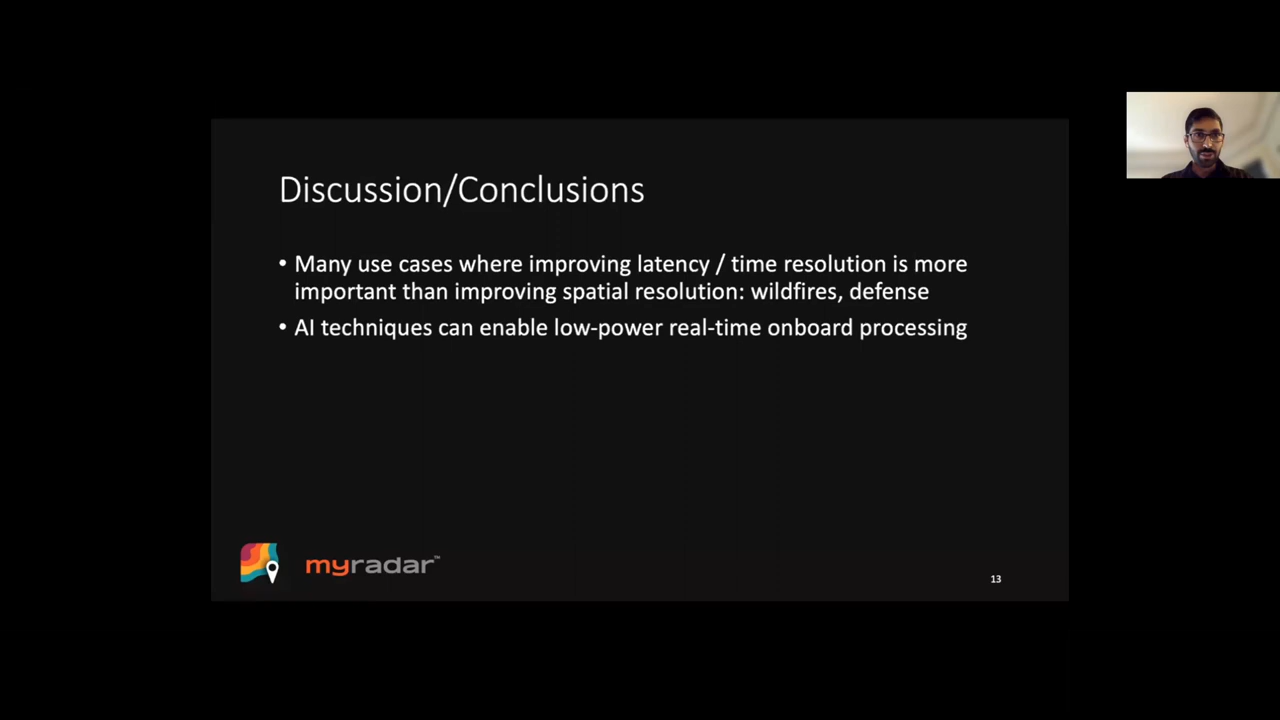 Discussion/Conclusions
• Many use cases where improving latency / time resolution is more
important than improving spatial resolution: wildfires, defense
• AI techniques can enable low-power real-time onboard processing
myradar™
13